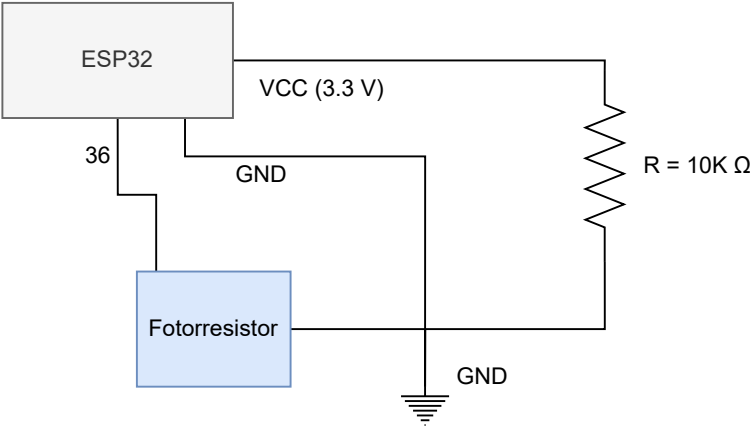 ESP32
VCC (3.3 V)
36
GND
R = 10K Ω
Fotorresistor
GND